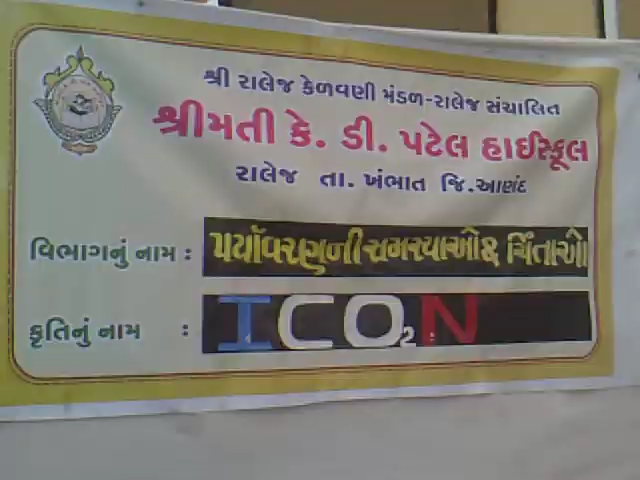 શ્રી રાલેજ કેળવણી મંડળ-રાલેજ સંચાલિત
શ્રીમતી કે. ડી. પટેલ હાઈસ્કૂલ
રાલેજ તા. ખંભાત જિ.આણંદ
વિભાગનું નામ : પર્યાવરણની સમસ્યાઓ & ચિંતાઓ
કૃતિનું નામ : ICO2N